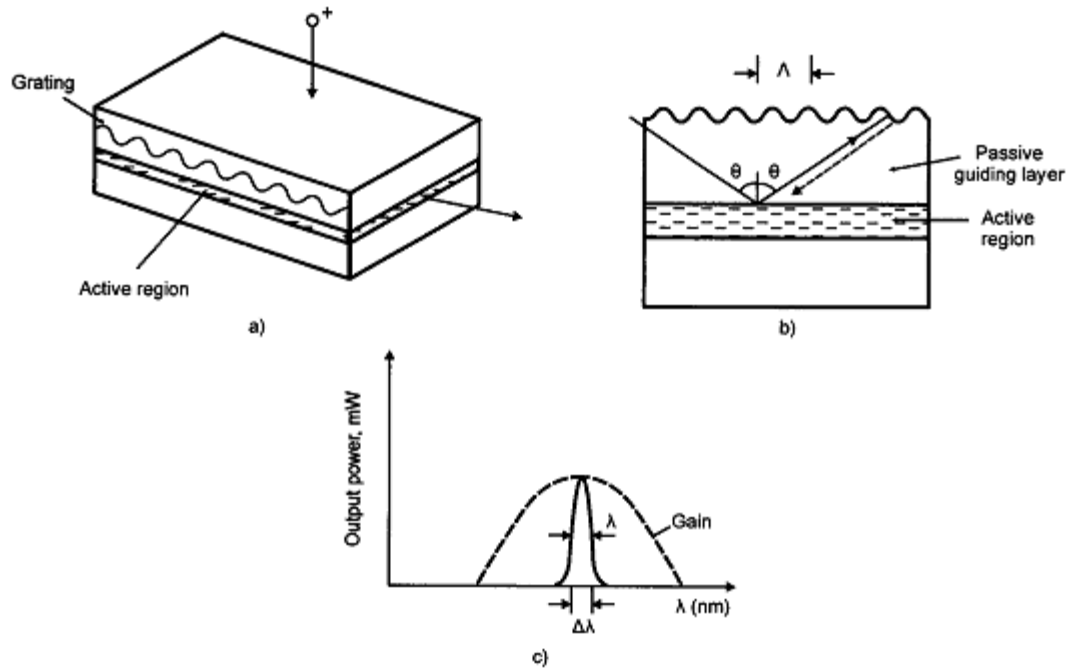 +
Grating
Active region
a)
Λ
θ θ
Passive
guiding layer
Active
region
b)
Output power, mW
λ
Gain
λ (nm)
Δλ
c)